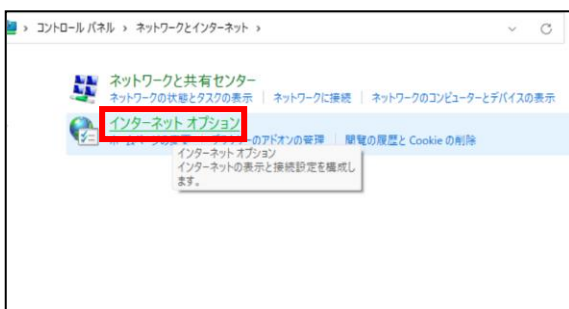 コントロール パネル › ネットワークとインターネット ›
ネットワークと共有センター
ネットワークの状態とタスクの表示 | ネットワークに接続 | ネットワークのコンピューターとデバイスの表示
インターネット オプション
のアドオンの管理 | 閲覧の履歴と Cookie の削除
インターネット オプション
インターネットの表示と接続設定を構成し
ます。